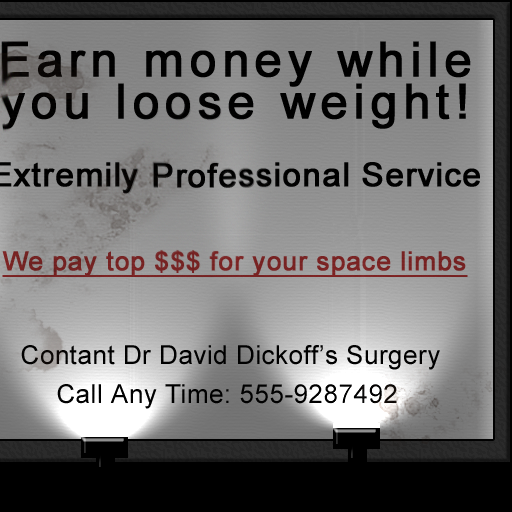 Earn money while
you loose weight!
Extremily Professional Service
We pay top $$$ for your space limbs
Contant Dr David Dickoff's Surgery
Call Any Time: 555-9287492